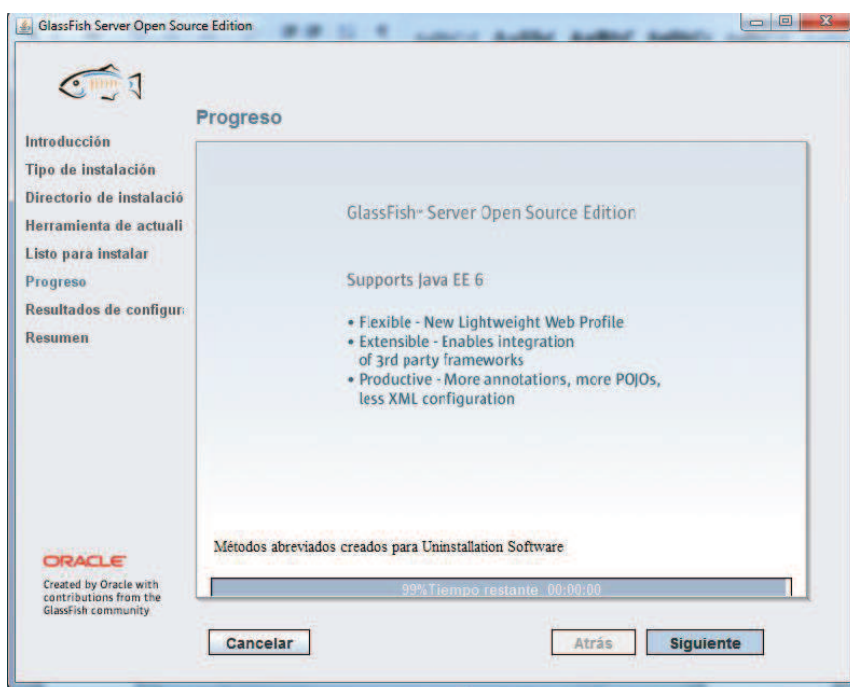 GlassFish Server Open Source Edition
Progreso
Introducción
Tipo de instalación
Directorio de instalació
Herramienta de actuali
Listo para instalar
Progreso
Resultados de configur
Resumen
GlassFish™ Server Open Source Edition
Supports Java EE 6
• Flexible - New Lightweight Web Profile
• Extensible - Enables integration
of 3rd party frameworks
• Productive - More annotations, more POJOs,
less XML configuration
Métodos abreviados creados para Uninstallation Software
99%Tiempo restante 00:00:00
ORACLE
Created by Oracle with
contributions from the
GlassFish community
Cancelar
Atrás
Siguiente